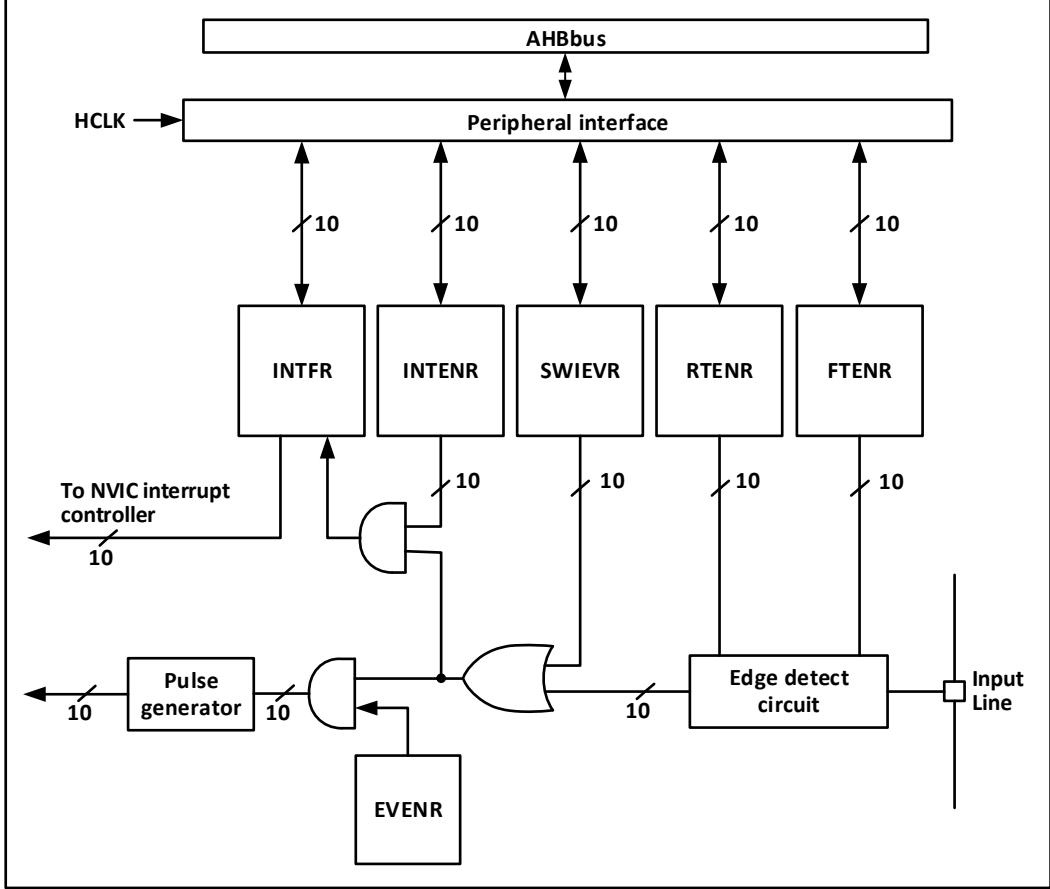 AHBbus
HCLK
Peripheral interface
10
10
10
10
10
INTFR
INTENR
SWIEVR
RTENR
FTENR
10
10
10
10
To NVIC interrupt
controller
10
Pulse
generator
10
10
10
Edge detect
circuit
Input
Line
EVENR